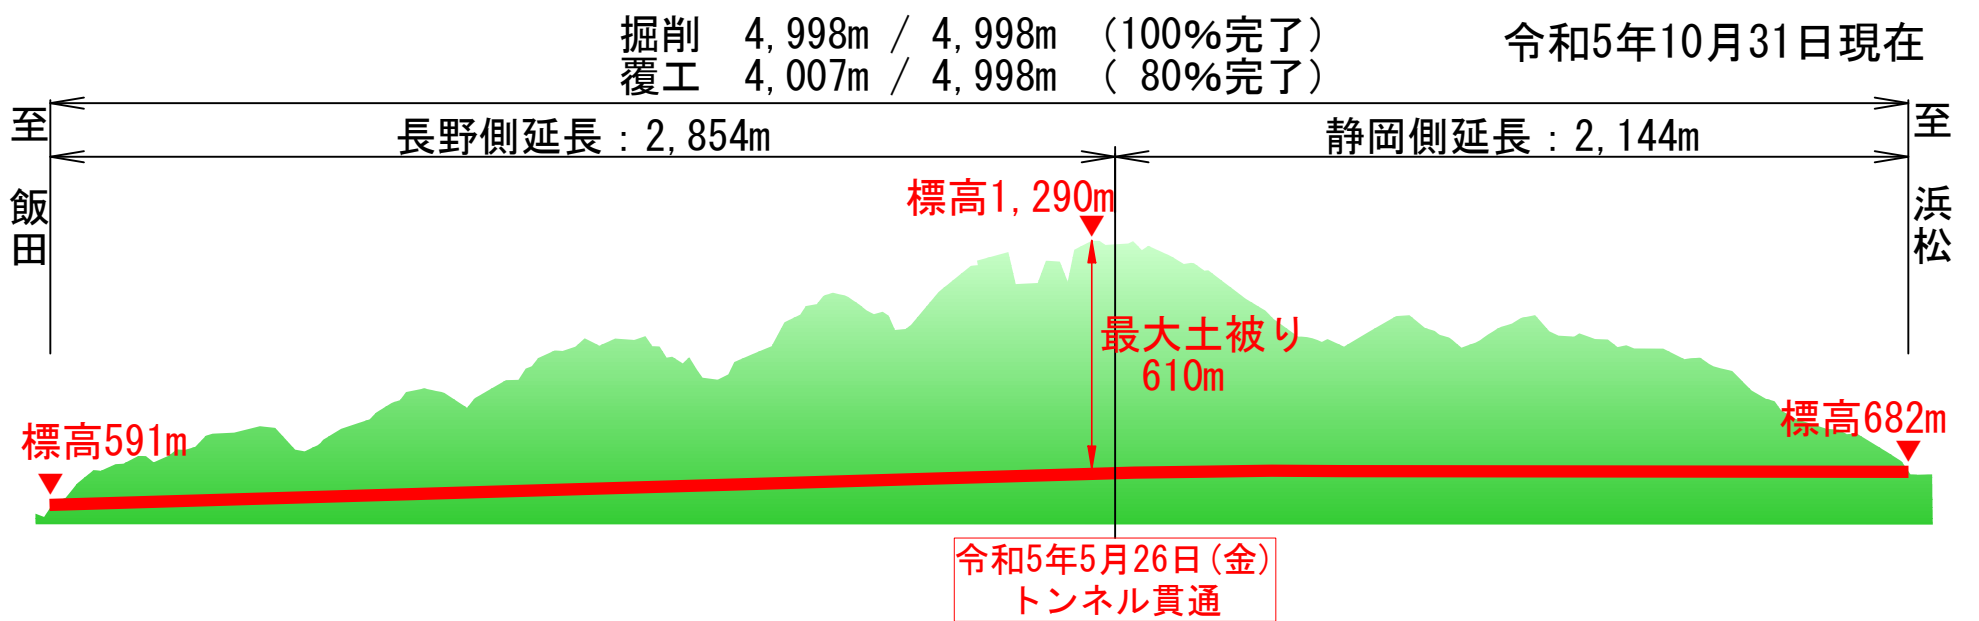 掘削 4,998m / 4,998m (100%完了)
覆工 4,007m / 4,998m ( 80%完了)
令和5年10月31日現在
至 飯田
長野側延長：2,854m
静岡側延長：2,144m
至 浜松
標高1,290m
最大土被り
610m
標高591m
標高682m
令和5年5月26日(金)
トンネル貫通